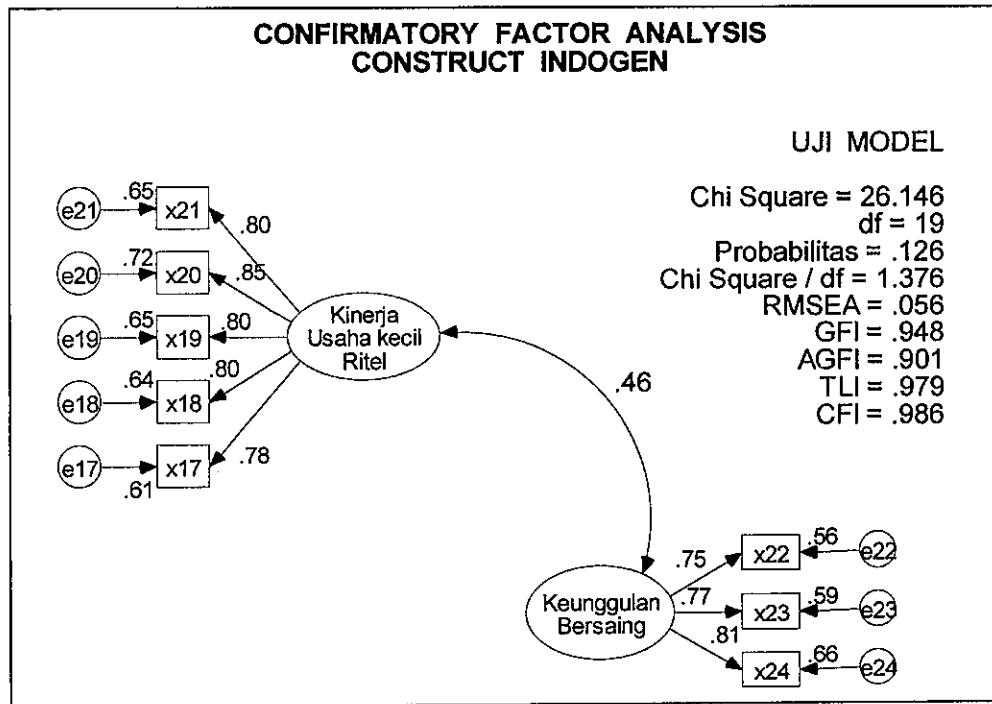 CONFIRMATORY FACTOR ANALYSIS
CONSTRUCT INDOGEN
UJI MODEL
Chi Square = 26.146
df = 19
Probabilitas = .126
Chi Square / df = 1.376
RMSEA = .056
GFI = .948
AGFI = .901
TLI = .979
CFI = .986
e21
.65
x21
.80
e20
.72
x20
.85
e19
.65
x19
.80
e18
.64
x18
.80
e17
.61
x17
.78
Kinerja
Usaha kecil
Ritel
.46
Keunggulan
Bersaing
.75
x22
.56
e22
.77
x23
.59
e23
.81
x24
.66
e24